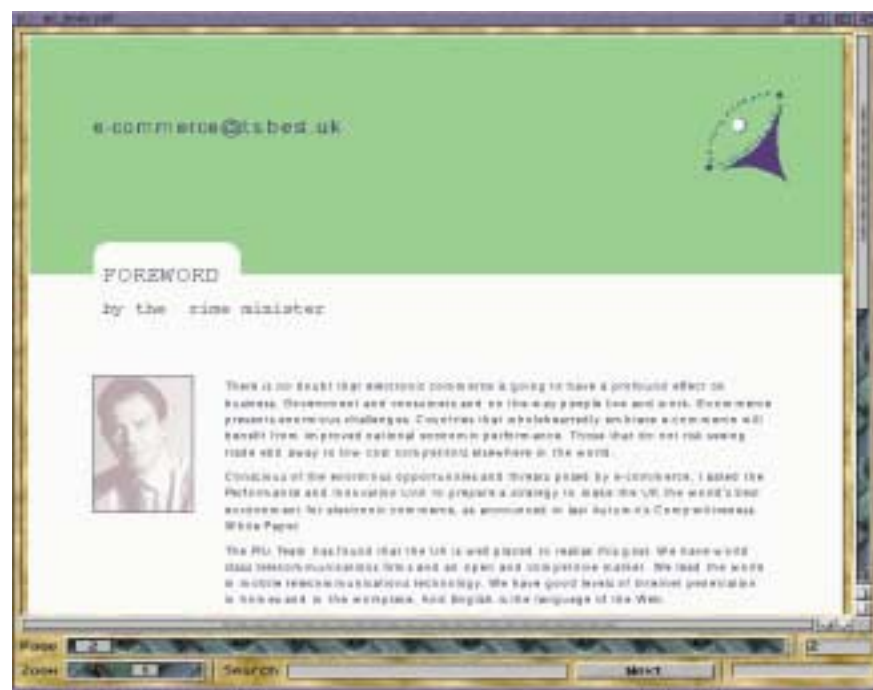 e-commerce@its.best.uk
FOREWORD
by the rime minister
There is no doubt that electronic commerce is going to have a profound effect on
business, Government and consumers and on the way people live and work. Ecommerce
presents enormous challenges. Countries that wholeheartedly embrace e-commerce will
benefit from improved national economic performance. Those that do not risk seeing
trade ebb away to low cost competitors elsewhere in the world.
Conscious of the enormous opportunities and threats posed by e-commerce, I asked the
Performance and Innovation Unit to prepare a strategy to make the UK the world's best
environment for electronic commerce, as announced in last Autumn's Competitiveness
White Paper.
The PIU Team has found that the UK is well placed to realise this goal. We have world
class telecommunications firms and an open and competitive market. We lead the world
in mobile telecommunications technology. We have good levels of internet penetration
in homes and in the workplace. And English is the language of the Web.
Page 2 2
Zoom 1 Search Next